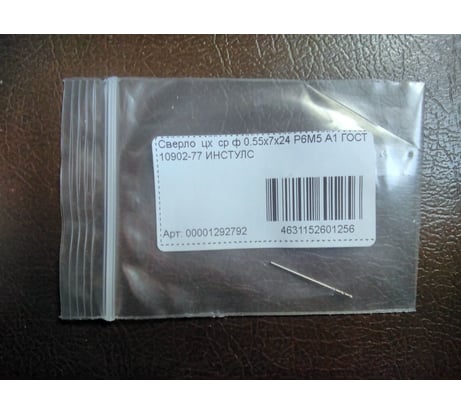 Сверло цх ср ф 0.55х7х24 Р6М5 А1 ГОСТ
10902-77 ИНСТУЛС
Арт: 00001292792
4631152601256